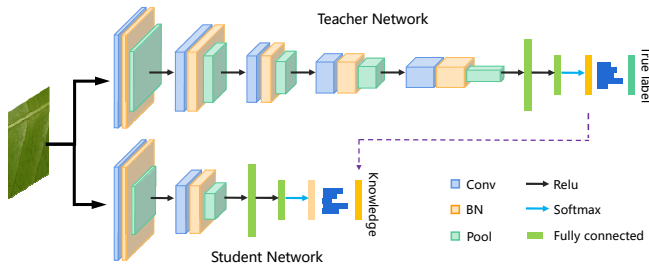 Teacher Network
True label
Knowledge
Conv
Relu
BN
Softmax
Pool
Fully connected
Student Network